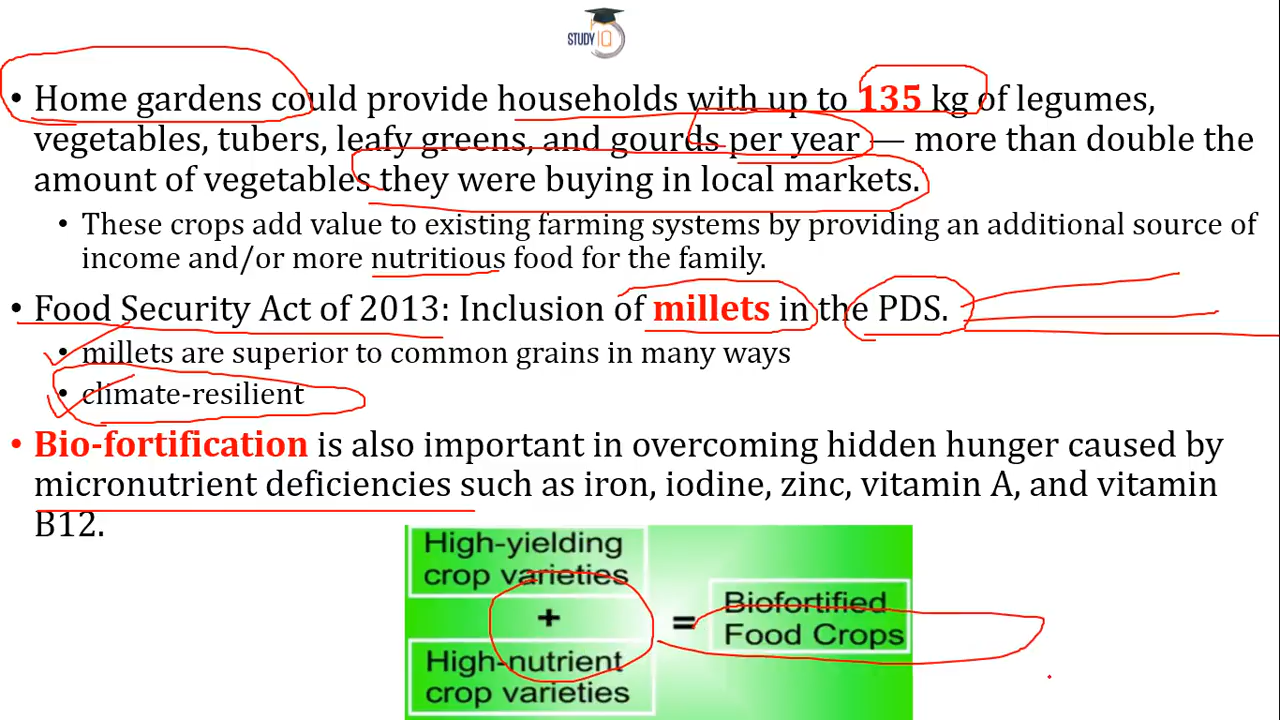 STUDY IQ
• Home gardens could provide households with up to 135 kg of legumes,
vegetables, tubers, leafy greens, and gourds per year — more than double the
amount of vegetables they were buying in local markets.
• These crops add value to existing farming systems by providing an additional source of
income and/or more nutritious food for the family.
• Food Security Act of 2013: Inclusion of millets in the PDS.
• millets are superior to common grains in many ways
• climate-resilient
• Bio-fortification is also important in overcoming hidden hunger caused by
micronutrient deficiencies such as iron, iodine, zinc, vitamin A, and vitamin
B12.
High-yielding
crop varieties
+
High-nutrient
crop varieties
=
Biofortified
Food Crops